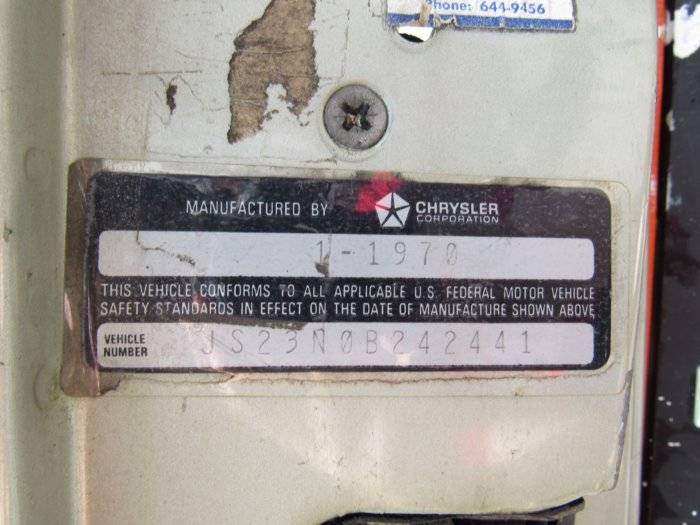 Phone: 644-9456
MANUFACTURED BY CHRYSLER
CORPORATION
1-1970
THIS VEHICLE CONFORMS TO ALL APPLICABLE U.S. FEDERAL MOTOR VEHICLE
SAFETY STANDARDS IN EFFECT ON THE DATE OF MANUFACTURE SHOWN ABOVE
VEHICLE
NUMBER JS23N0B242441